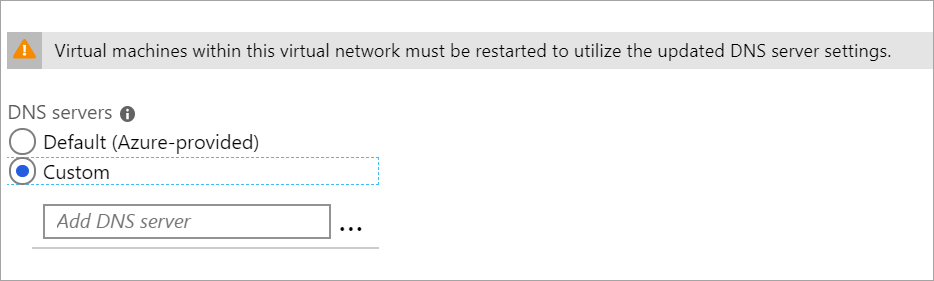 Virtual machines within this virtual network must be restarted to utilize the updated DNS server settings.
DNS servers
Default (Azure-provided)
Custom
Add DNS server
...